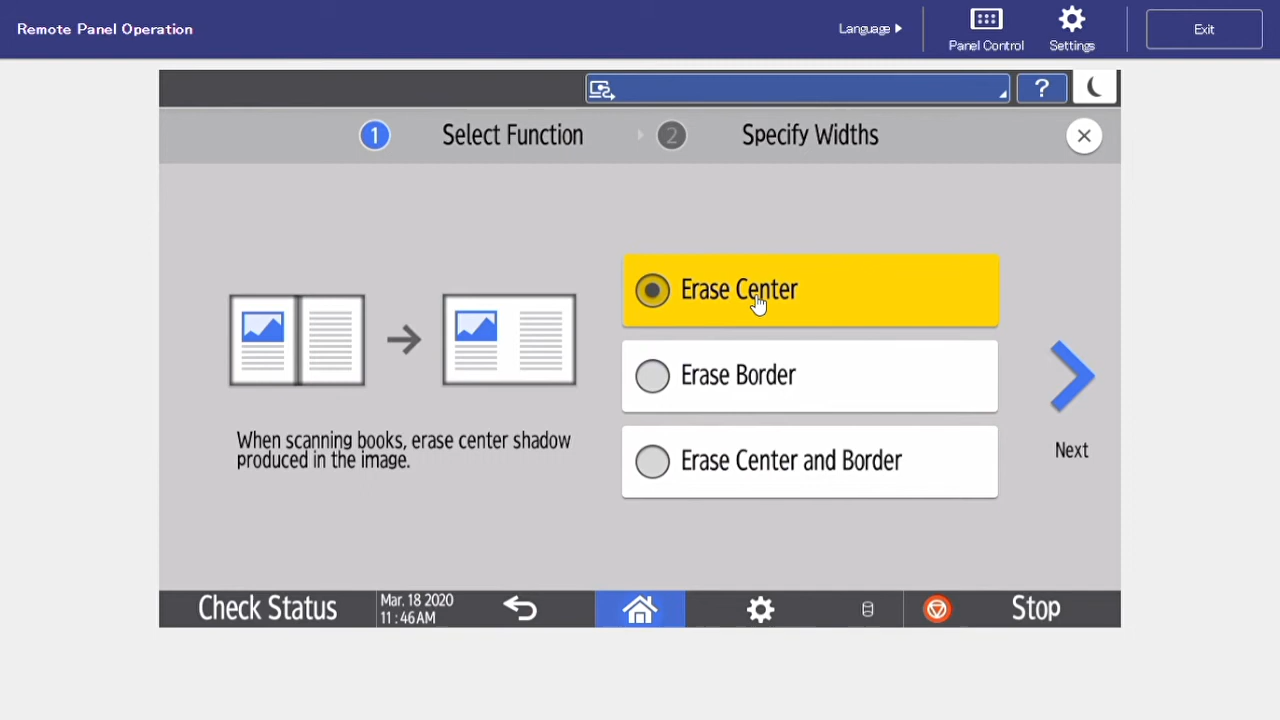 Remote Panel Operation
Language
Panel Control
Settings
Exit
?
1 Select Function
2 Specify Widths
Erase Center
Erase Border
Erase Center and Border
When scanning books, erase center shadow
produced in the image.
Next
Check Status
Mar. 18 2020
11:46AM
Stop